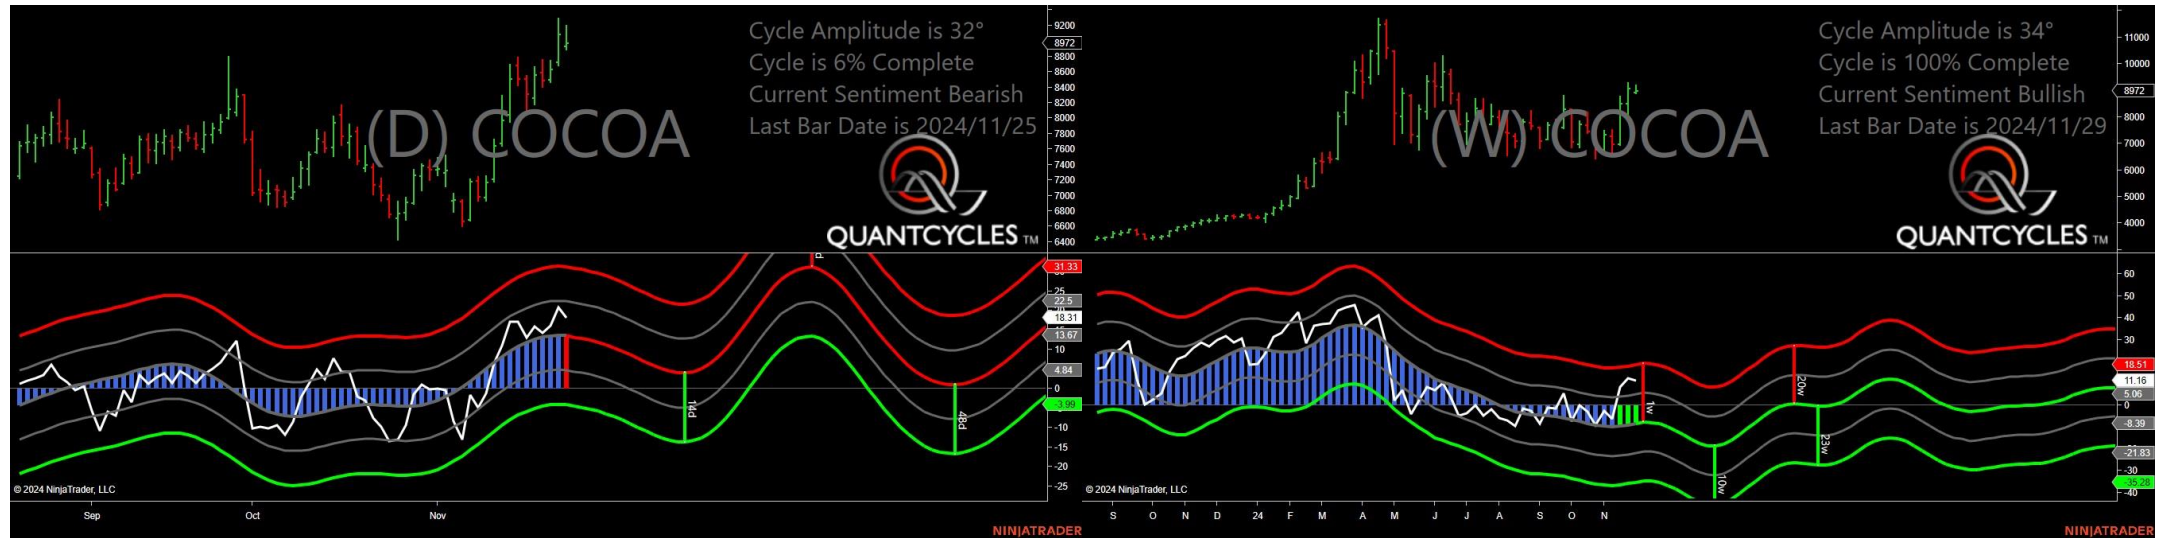 Cycle Amplitude is 32°
Cycle is 6% Complete
Current Sentiment Bearish
Last Bar Date is 2024/11/25
(D) COCOA
QUANTCYCLES TM
9200
8972
8800
8600
8400
8200
8000
7800
7600
7400
7200
7000
6800
6600
6400
31.33
25
22.5
18.31
13.67
10
4.84
0
-3.99
-10
-15
-20
-25
14d
48d
© 2024 NinjaTrader, LLC
Sep
Oct
Nov
NINJATRADER
Cycle Amplitude is 34°
Cycle is 100% Complete
Current Sentiment Bullish
Last Bar Date is 2024/11/29
(W) COCOA
QUANTCYCLES TM
11000
10000
8972
8000
7000
6000
5000
4000
60
50
40
30
18.51
11.16
5.06
0
-8.39
-21.83
-30
-35.28
-40
1w
10w
20w
23w
© 2024 NinjaTrader, LLC
S O N D 24 F M A M J J A S O N
NINJATRADER